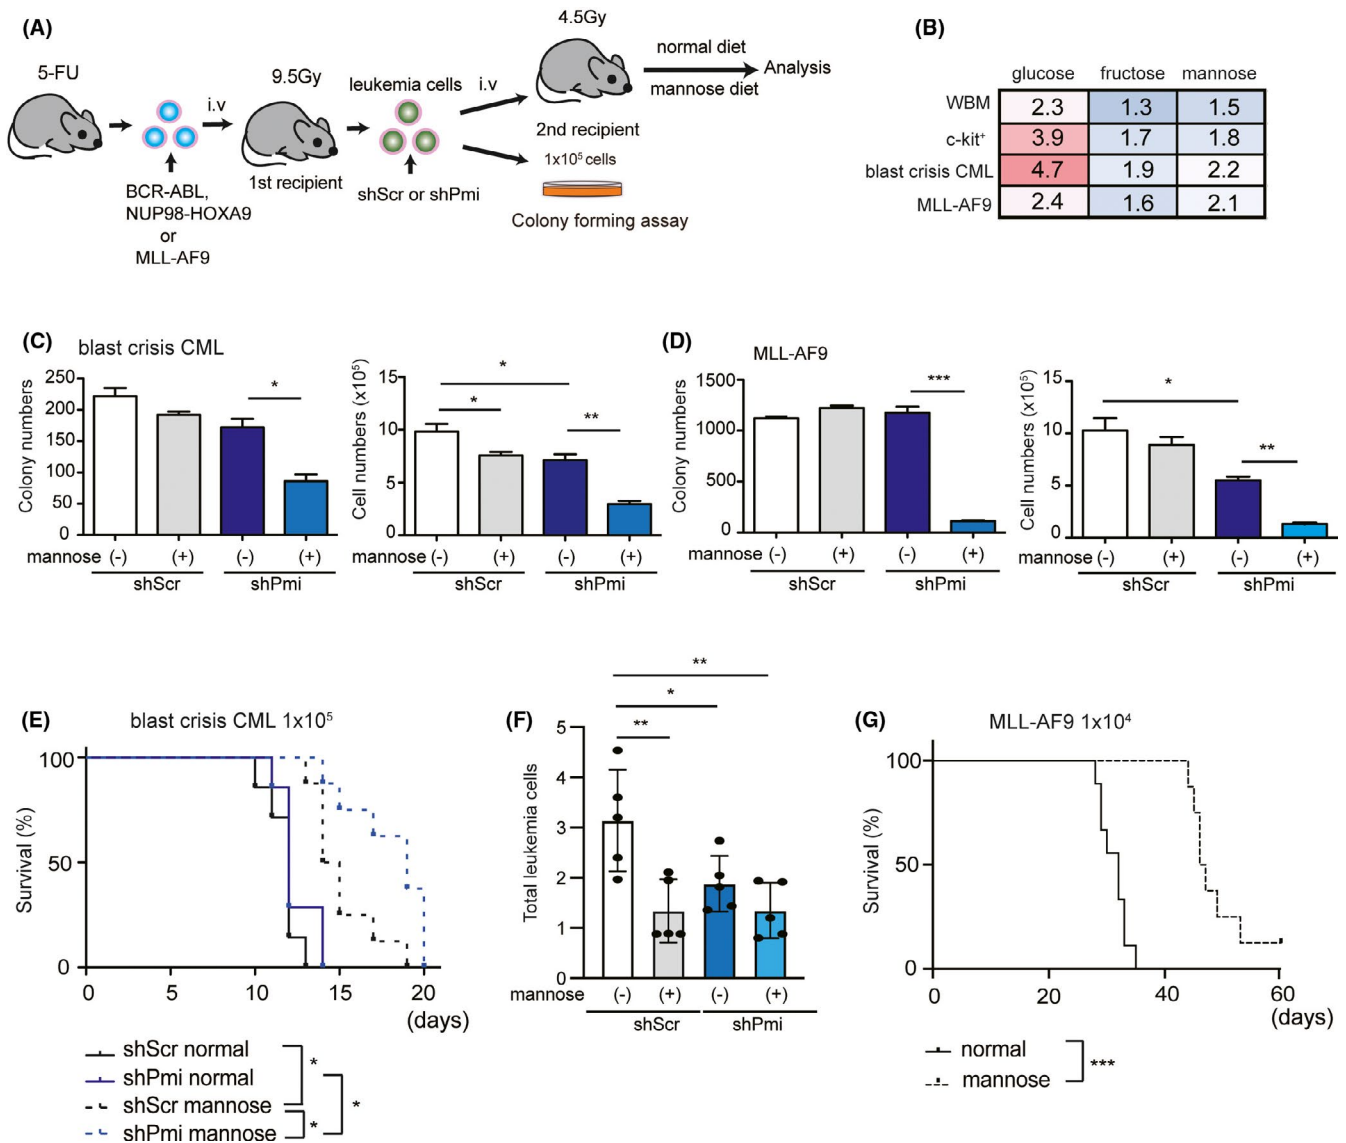 (A)
5-FU
i.v
9.5Gy
1st recipient
BCR-ABL,
NUP98-HOXA9
or
MLL-AF9
leukemia cells
shScr or shPmi
i.v
4.5Gy
2nd recipient
1x10⁵ cells
Colony forming assay
normal diet
mannose diet
Analysis
(B)
glucose fructose mannose
WBM 2.3 1.3 1.5
c-kit⁺ 3.9 1.7 1.8
blast crisis CML 4.7 1.9 2.2
MLL-AF9 2.4 1.6 2.1
(C)
blast crisis CML
Colony numbers
250
200
150
100
50
0
*
mannose (-) (+) (-) (+)
shScr shPmi
Cell numbers (x10⁵)
15
10
5
0
*
*
**
(-) (+) (-) (+)
shScr shPmi
(D)
MLL-AF9
Colony numbers
1500
1000
500
0
***
mannose (-) (+) (-) (+)
shScr shPmi
Cell numbers (x10⁵)
15
10
5
0
*
**
mannose (-) (+) (-) (+)
shScr shPmi
(E)
blast crisis CML 1x10⁵
Survival (%)
100
50
0
0 5 10 15 20
(days)
shScr normal
shPmi normal
shScr mannose
shPmi mannose
*
*
*
(F)
Total leukemia cells
5
4
3
2
1
0
**
*
**
mannose (-) (+) (-) (+)
shScr shPmi
(G)
MLL-AF9 1x10⁴
Survival (%)
100
50
0
0 20 40 60
(days)
normal
mannose
***